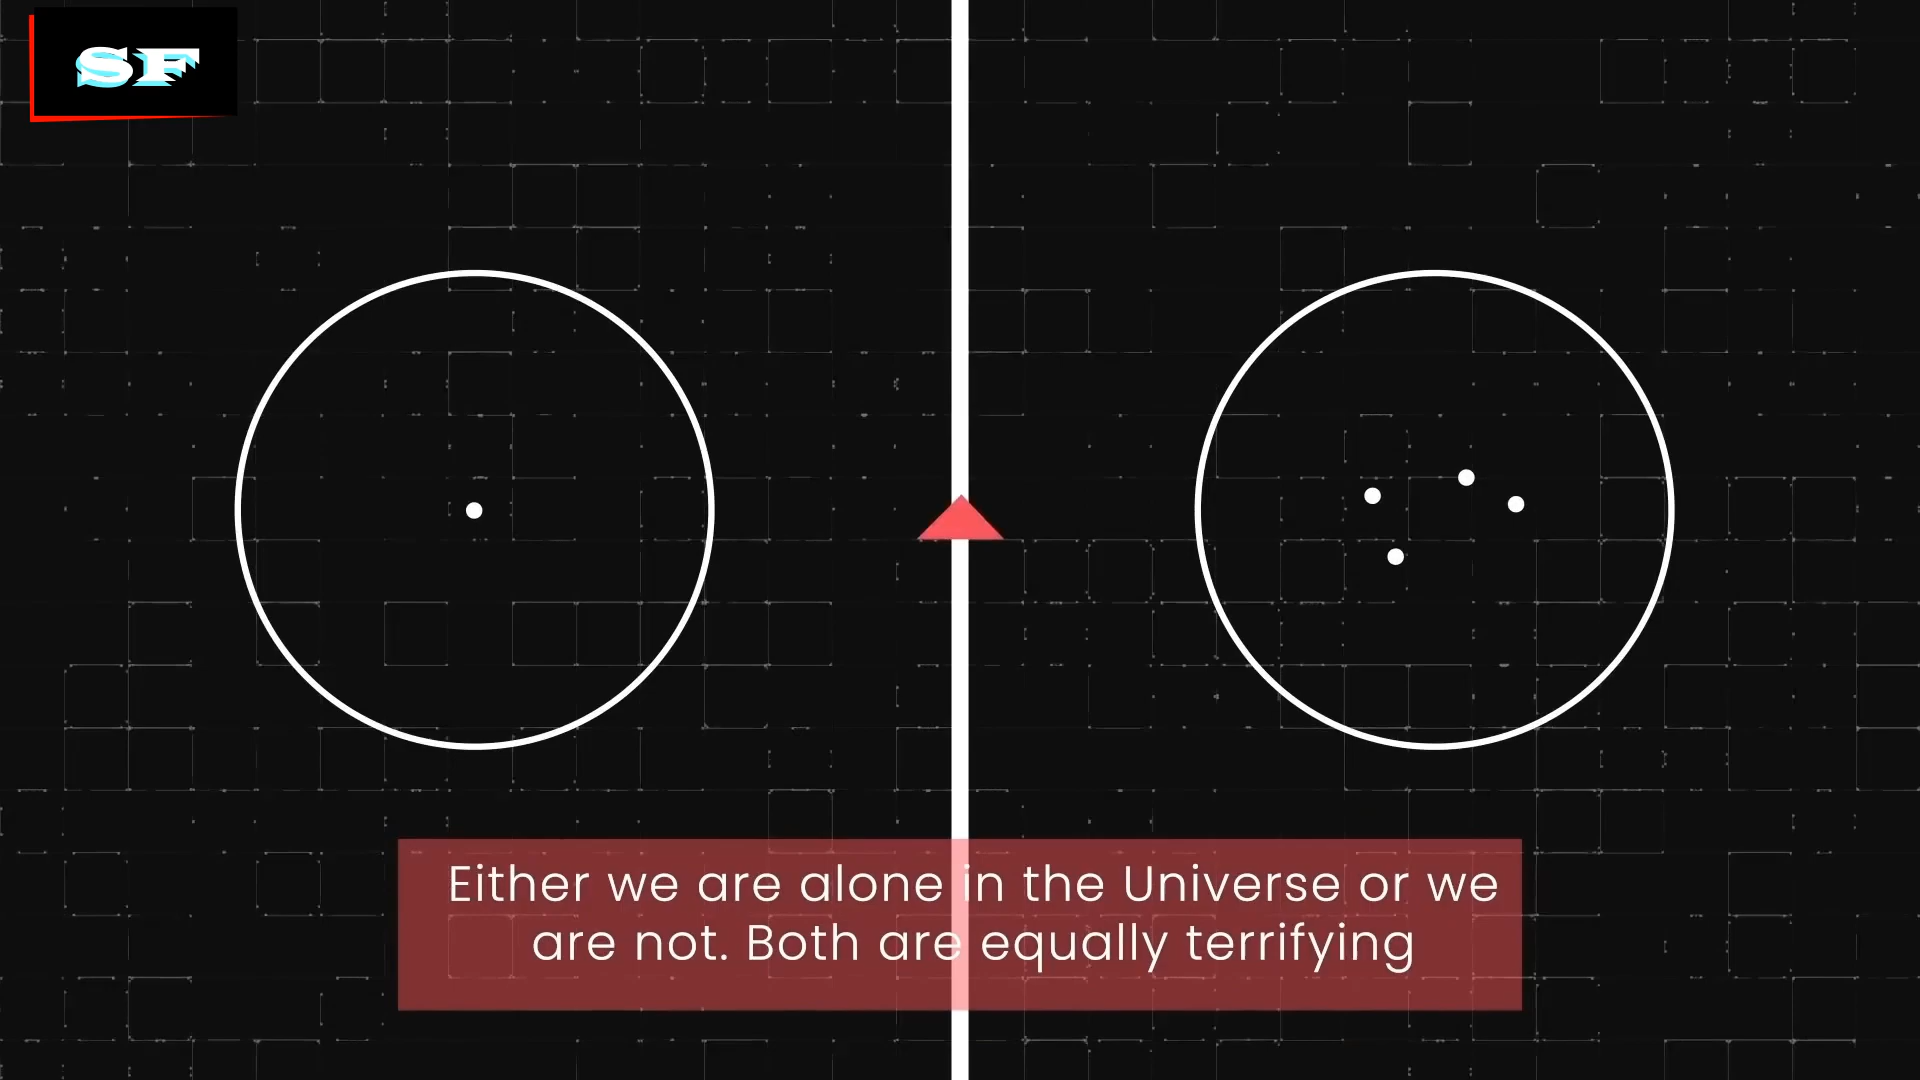 SF
Either we are alone in the Universe or we
are not. Both are equally terrifying